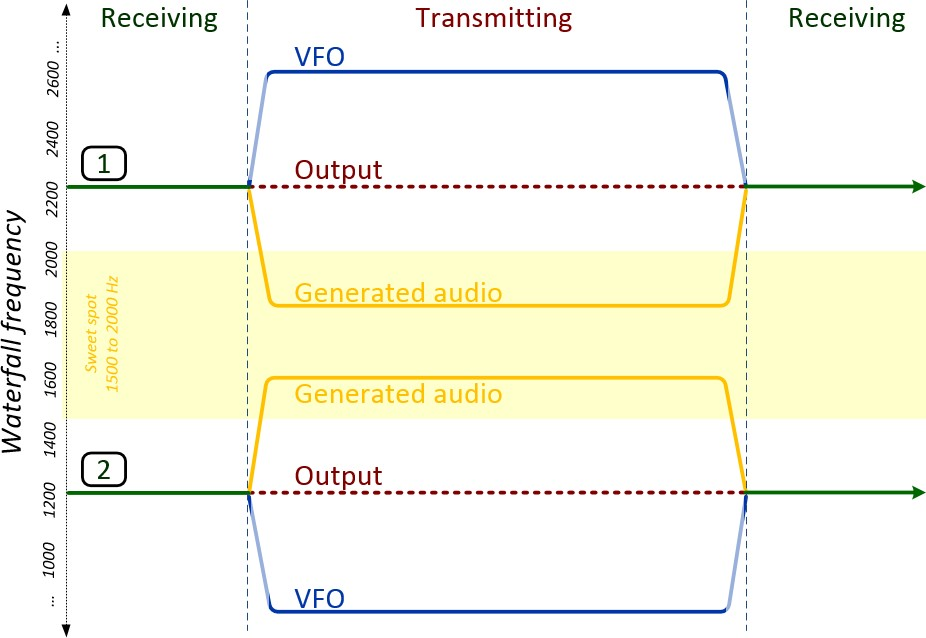 Receiving
Transmitting
Receiving
...
2600
VFO
2400
1
Output
2200
2000
Waterfall frequency
Generated audio
1800
Sweet spot
1500 to 2000 Hz
1600
Generated audio
1400
2
Output
1200
1000
VFO
...